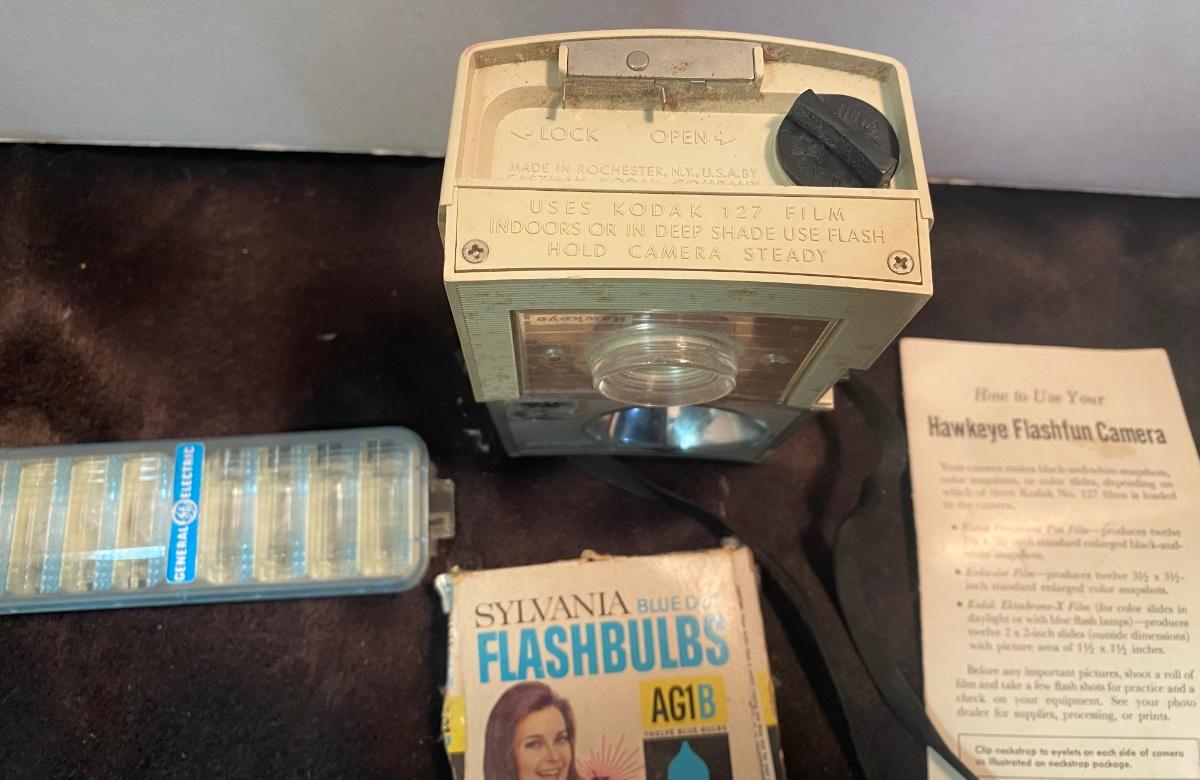 LOCK OPEN
MADE IN ROCHESTER, N.Y., U.S.A. BY
EASTMAN KODAK COMPANY
USES KODAK 127 FILM
INDOORS OR IN DEEP SHADE USE FLASH
HOLD CAMERA STEADY
Hawkeye
GENERAL GE ELECTRIC
SYLVANIA BLUE
FLASHBULBS
AG1B
TWELVE BLUE BULBS
How to Use Your
Hawkeye Flashfun Camera
Your camera makes black-and-white snapshots,
color snapshots, or color slides, depending on
which of three Kodak No. 127 films is loaded
in the camera.
• Kodak Pan Film—produces twelve
standard enlarged black-and-
snapshots.
• Kodacolor Film—produces twelve 3½ x 3½-
inch standard enlarged color snapshots.
• Kodak Ektachrome-X Film (for color slides in
daylight or with blue flash lamps)—produces
twelve 2 x 2-inch slides (outside dimensions)
with picture area of 1½ x 1½ inches.
Before any important pictures, shoot a roll of
film and take a few flash shots for practice and a
check on your equipment. See your photo
dealer for supplies, processing, or prints.
Clip neckstrap to eyelets on each side of camera
as illustrated on neckstrap package.